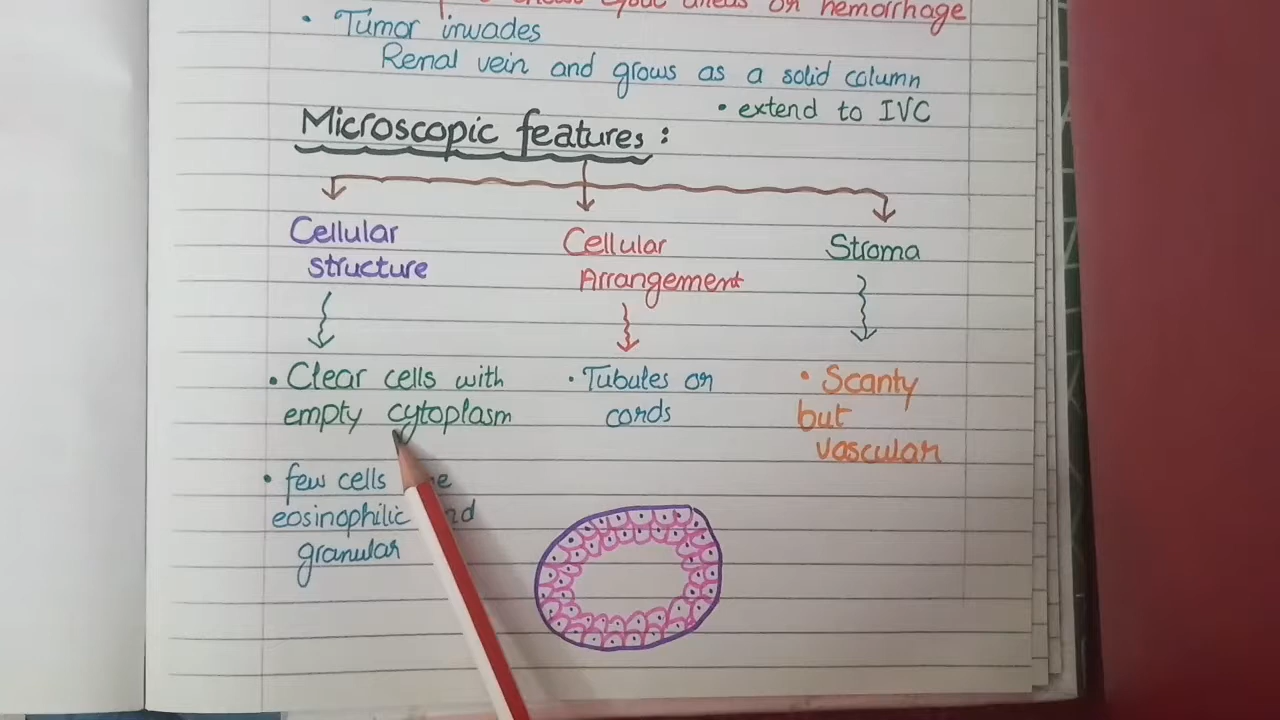 hemorrhage
• Tumor invades
Renal vein and grows as a solid column
• extend to IVC
Microscopic features :
Cellular structure
Cellular Arrangement
Stroma
• Clear cells with
empty cytoplasm
• few cells
eosinophilic
granular
• Tubules or
cords
• Scanty
but
vascular